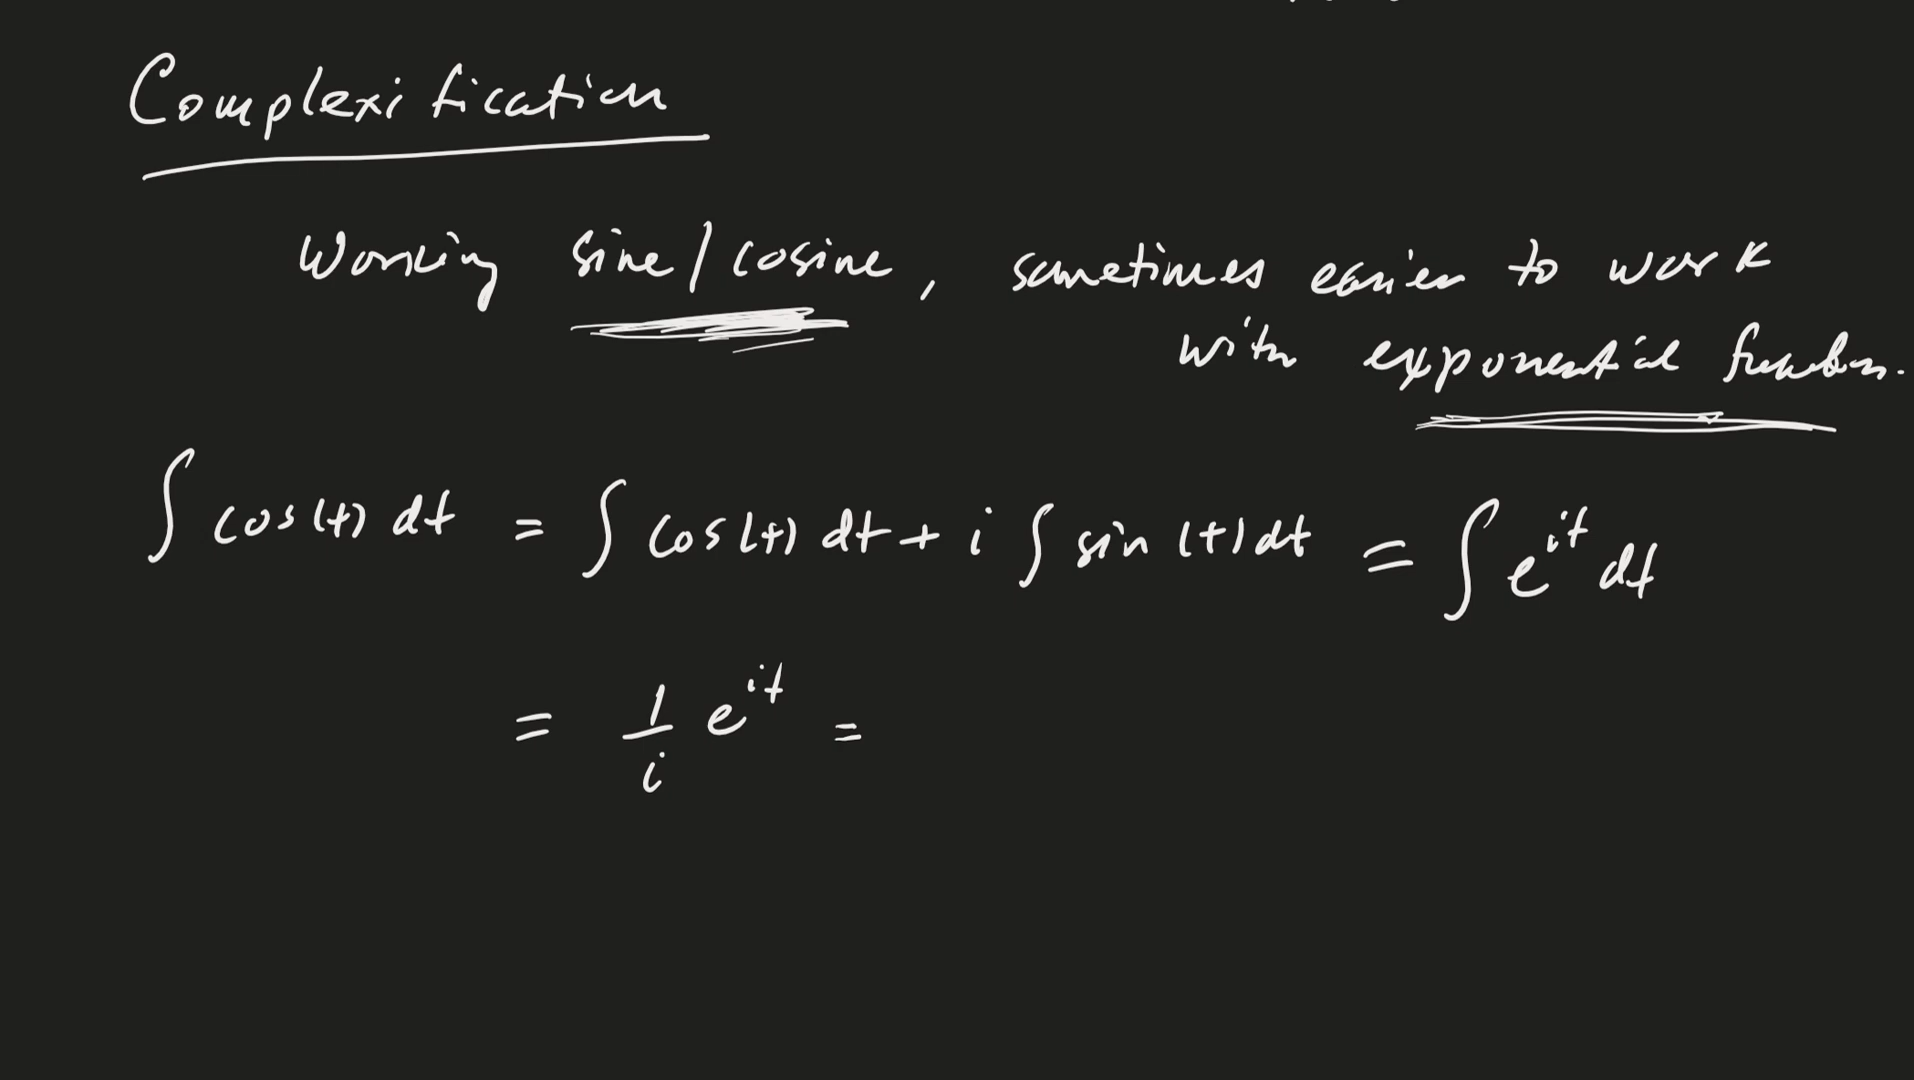 Complexification
Working sine/cosine, sometimes easier to work
with exponential function.
∫ cos(t) dt = ∫ cos(t) dt + i ∫ sin(t) dt = ∫ e^{it} dt
= 1/i e^{it} =